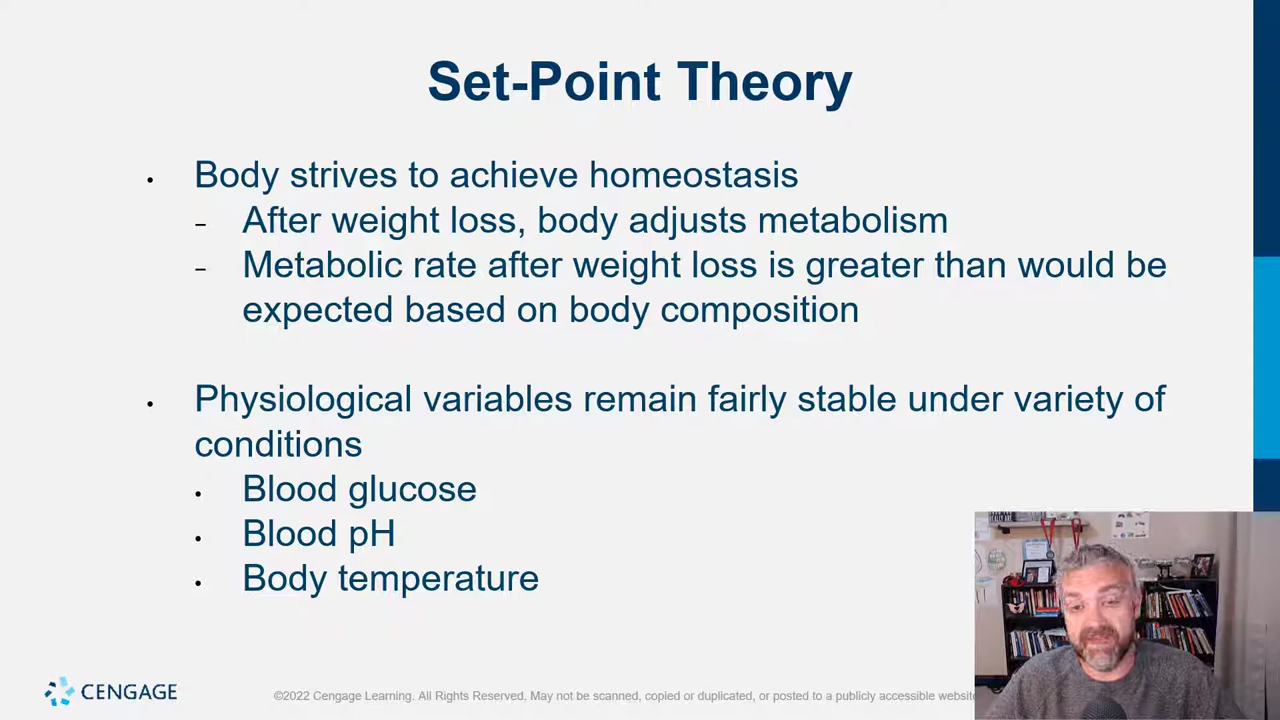 Set-Point Theory
• Body strives to achieve homeostasis
– After weight loss, body adjusts metabolism
– Metabolic rate after weight loss is greater than would be
expected based on body composition
• Physiological variables remain fairly stable under variety of
conditions
• Blood glucose
• Blood pH
• Body temperature
CENGAGE
©2022 Cengage Learning. All Rights Reserved. May not be scanned, copied or duplicated, or posted to a publicly accessible website